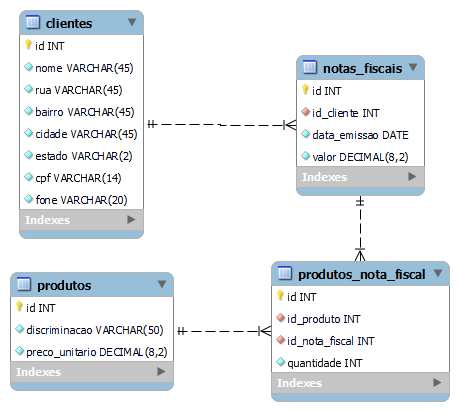 clientes
id INT
nome VARCHAR(45)
rua VARCHAR(45)
bairro VARCHAR(45)
cidade VARCHAR(45)
estado VARCHAR(2)
cpf VARCHAR(14)
fone VARCHAR(20)
Indexes
notas_fiscais
id INT
id_cliente INT
data_emissao DATE
valor DECIMAL(8,2)
Indexes
produtos
id INT
discriminacao VARCHAR(50)
preco_unitario DECIMAL(8,2)
Indexes
produtos_nota_fiscal
id INT
id_produto INT
id_nota_fiscal INT
quantidade INT
Indexes